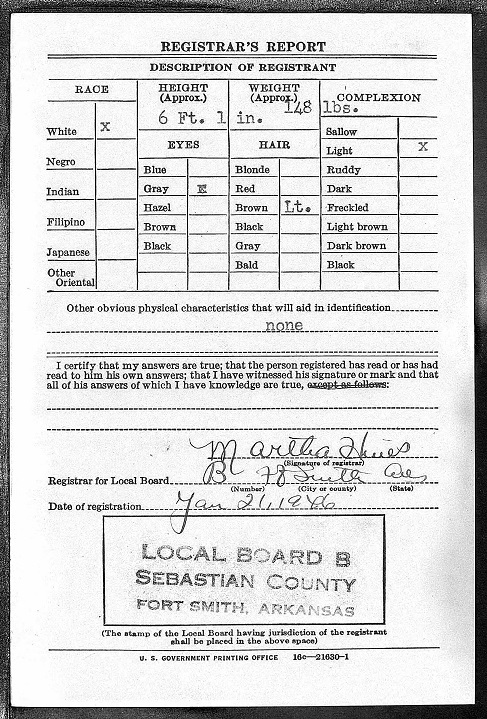 REGISTRAR'S REPORT
DESCRIPTION OF REGISTRANT
RACE
HEIGHT (Approx.)
WEIGHT (Approx.)
COMPLEXION
6 Ft. 1 in.
148 lbs.
White X
Negro
Indian
Filipino
Japanese
Other Oriental
EYES
Blue
Gray X
Hazel
Brown
Black
HAIR
Blonde
Red
Brown Lt.
Black
Gray
Bald
Sallow
Light X
Ruddy
Dark
Freckled
Light brown
Dark brown
Black
Other obvious physical characteristics that will aid in identification
none
I certify that my answers are true; that the person registered has read or has had
read to him his own answers; that I have witnessed his signature or mark and that
all of his answers of which I have knowledge are true, except as follows:
Martha Hines
(Signature of registrar)
Registrar for Local Board B Ft Smith Ark
(Number) (City or county) (State)
Date of registration Jan 21, 1946
LOCAL BOARD B
SEBASTIAN COUNTY
FORT SMITH, ARKANSAS
(The stamp of the Local Board having jurisdiction of the registrant
shall be placed in the above space)
U. S. GOVERNMENT PRINTING OFFICE 16c—21630-1